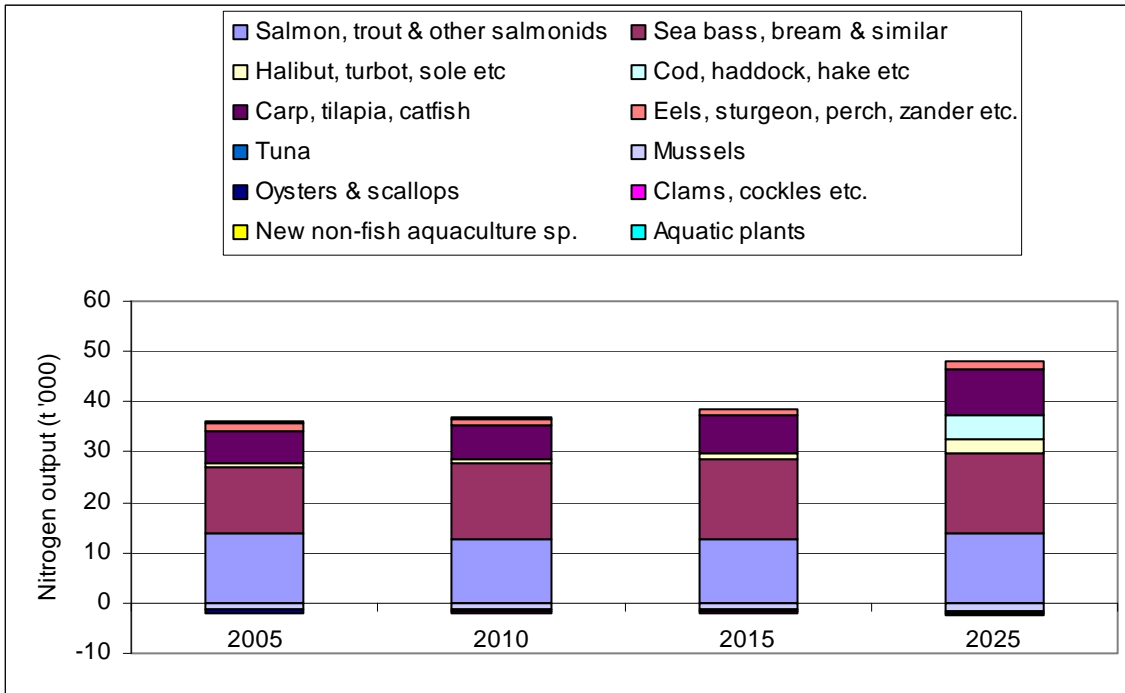 Salmon, trout & other salmonids Sea bass, bream & similar
Halibut, turbot, sole etc Cod, haddock, hake etc
Carp, tilapia, catfish Eels, sturgeon, perch, zander etc.
Tuna Mussels
Oysters & scallops Clams, cockles etc.
New non-fish aquaculture sp. Aquatic plants
Nitrogen output (t '000)
60
50
40
30
20
10
0
-10
2005 2010 2015 2025